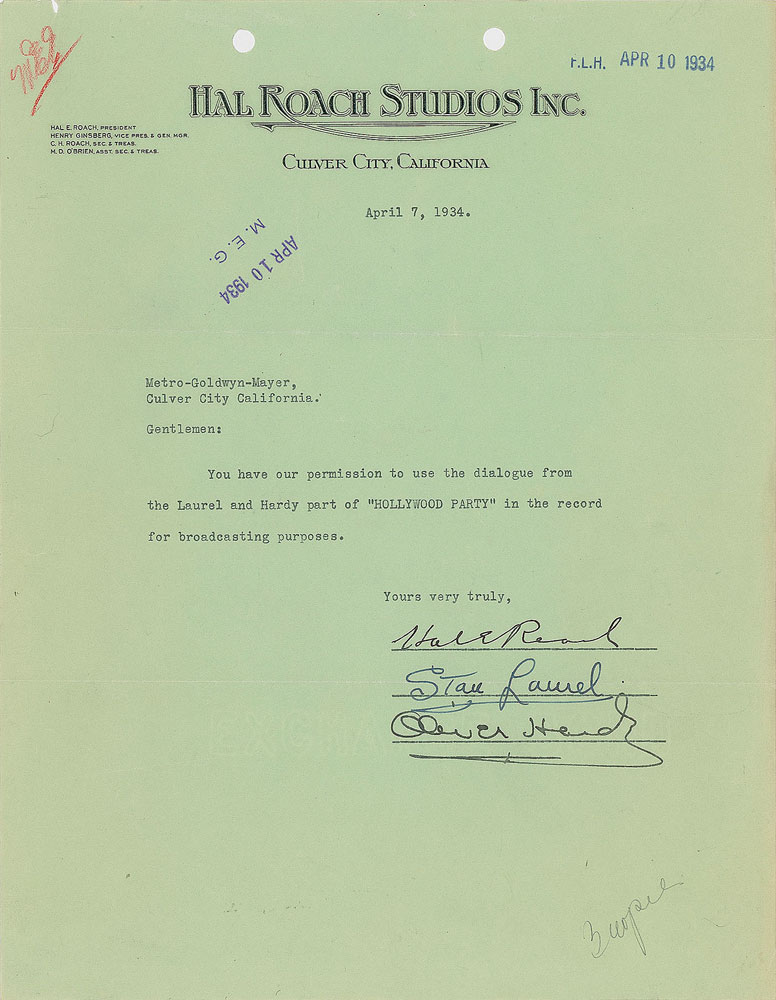 F.L.H. APR 10 1934
HAL ROACH STUDIOS INC.
HAL E. ROACH, PRESIDENT
HENRY GINSBERG, VICE PRES. & GEN. MGR.
C. H. ROACH, SEC. & TREAS.
M. D. O'BRIEN, ASST. SEC. & TREAS.
CULVER CITY, CALIFORNIA
April 7, 1934.
M. E. G.
APR 10 1934
Metro-Goldwyn-Mayer,
Culver City California.
Gentlemen:
You have our permission to use the dialogue from
the Laurel and Hardy part of "HOLLYWOOD PARTY" in the record
for broadcasting purposes.
Yours very truly,
Hal E Roach
Stan Laurel.
Oliver Hardy